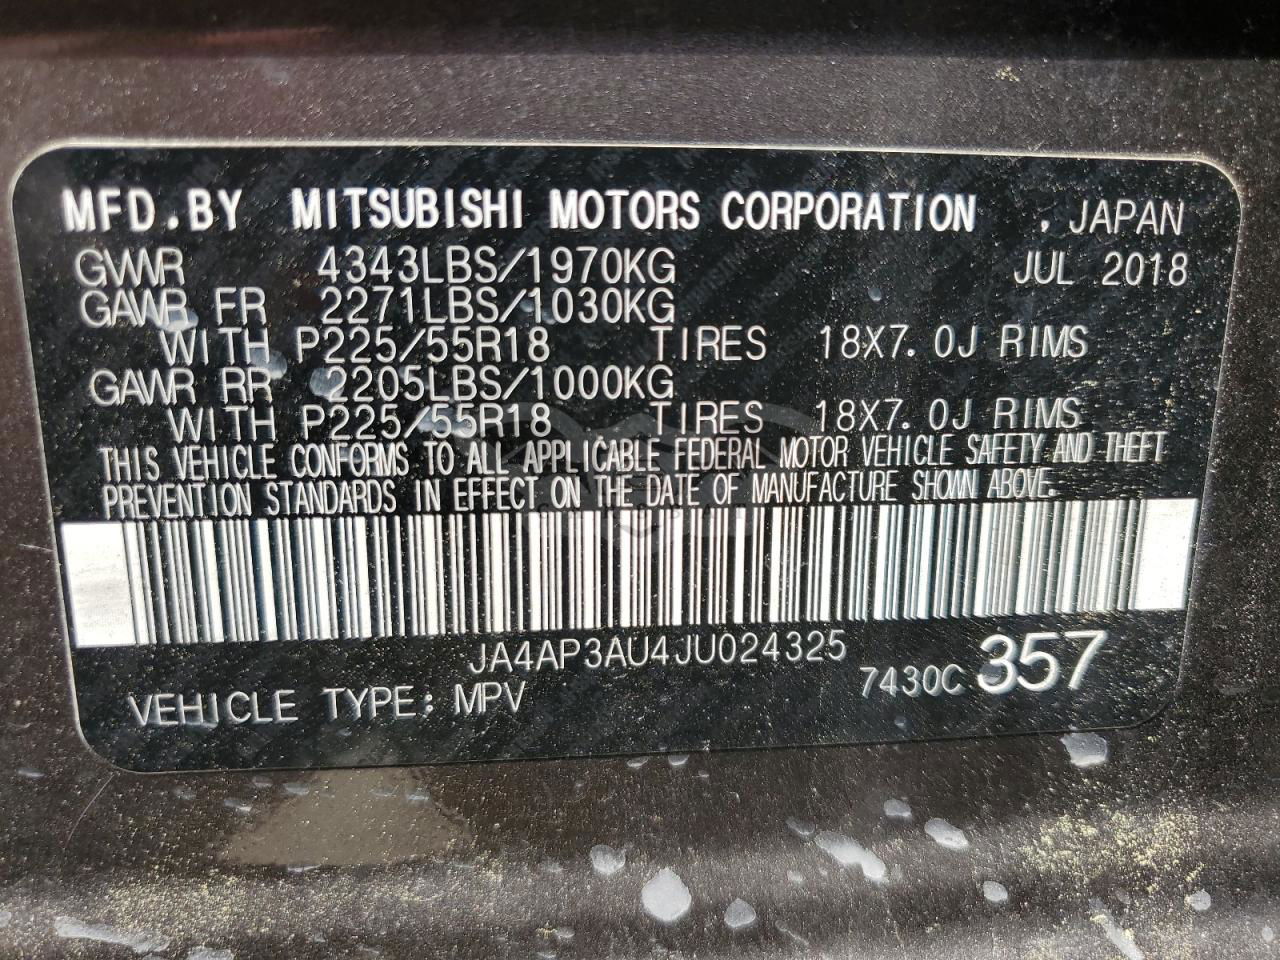 MFD.BY MITSUBISHI MOTORS CORPORATION , JAPAN
GVWR 4343LBS/1970KG JUL 2018
GAWR FR 2271LBS/1030KG
WITH P225/55R18 TIRES 18X7.0J RIMS
GAWR RR 2205LBS/1000KG
WITH P225/55R18 TIRES 18X7.0J RIMS
THIS VEHICLE CONFORMS TO ALL APPLICABLE FEDERAL MOTOR VEHICLE SAFETY AND THEFT
PREVENTION STANDARDS IN EFFECT ON THE DATE OF MANUFACTURE SHOWN ABOVE.
JA4AP3AU4JU024325
7430C 357
VEHICLE TYPE: MPV